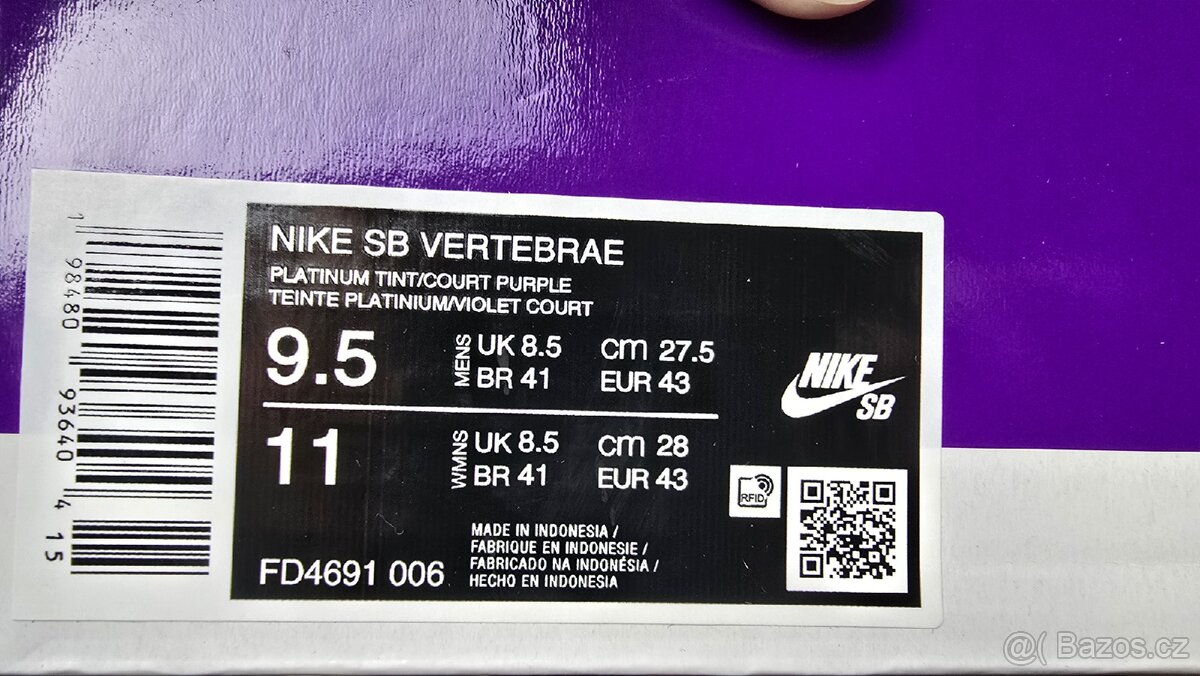 1 98480 93640 4 15
NIKE SB VERTEBRAE
PLATINUM TINT/COURT PURPLE
TEINTE PLATINIUM/VIOLET COURT
9.5
MENS
UK 8.5 cm 27.5
BR 41 EUR 43
11
WMNS
UK 8.5 cm 28
BR 41 EUR 43
NIKE
SB
RFID
FD4691 006
MADE IN INDONESIA /
FABRIQUE EN INDONESIE /
FABRICADO NA INDONÉSIA /
HECHO EN INDONESIA
@( Bazos.cz